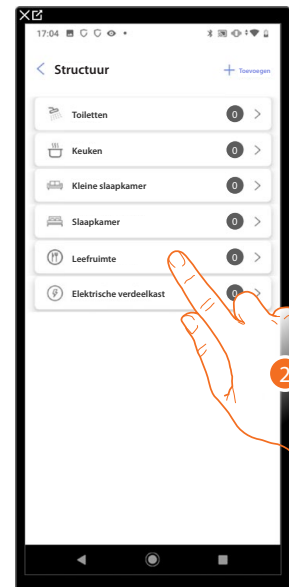 17:04
Structuur
Toevoegen
Toiletten 0
Keuken 0
Kleine slaapkamer 0
Slaapkamer 0
Leefruimte 0
Elektrische verdeelkast 0
2